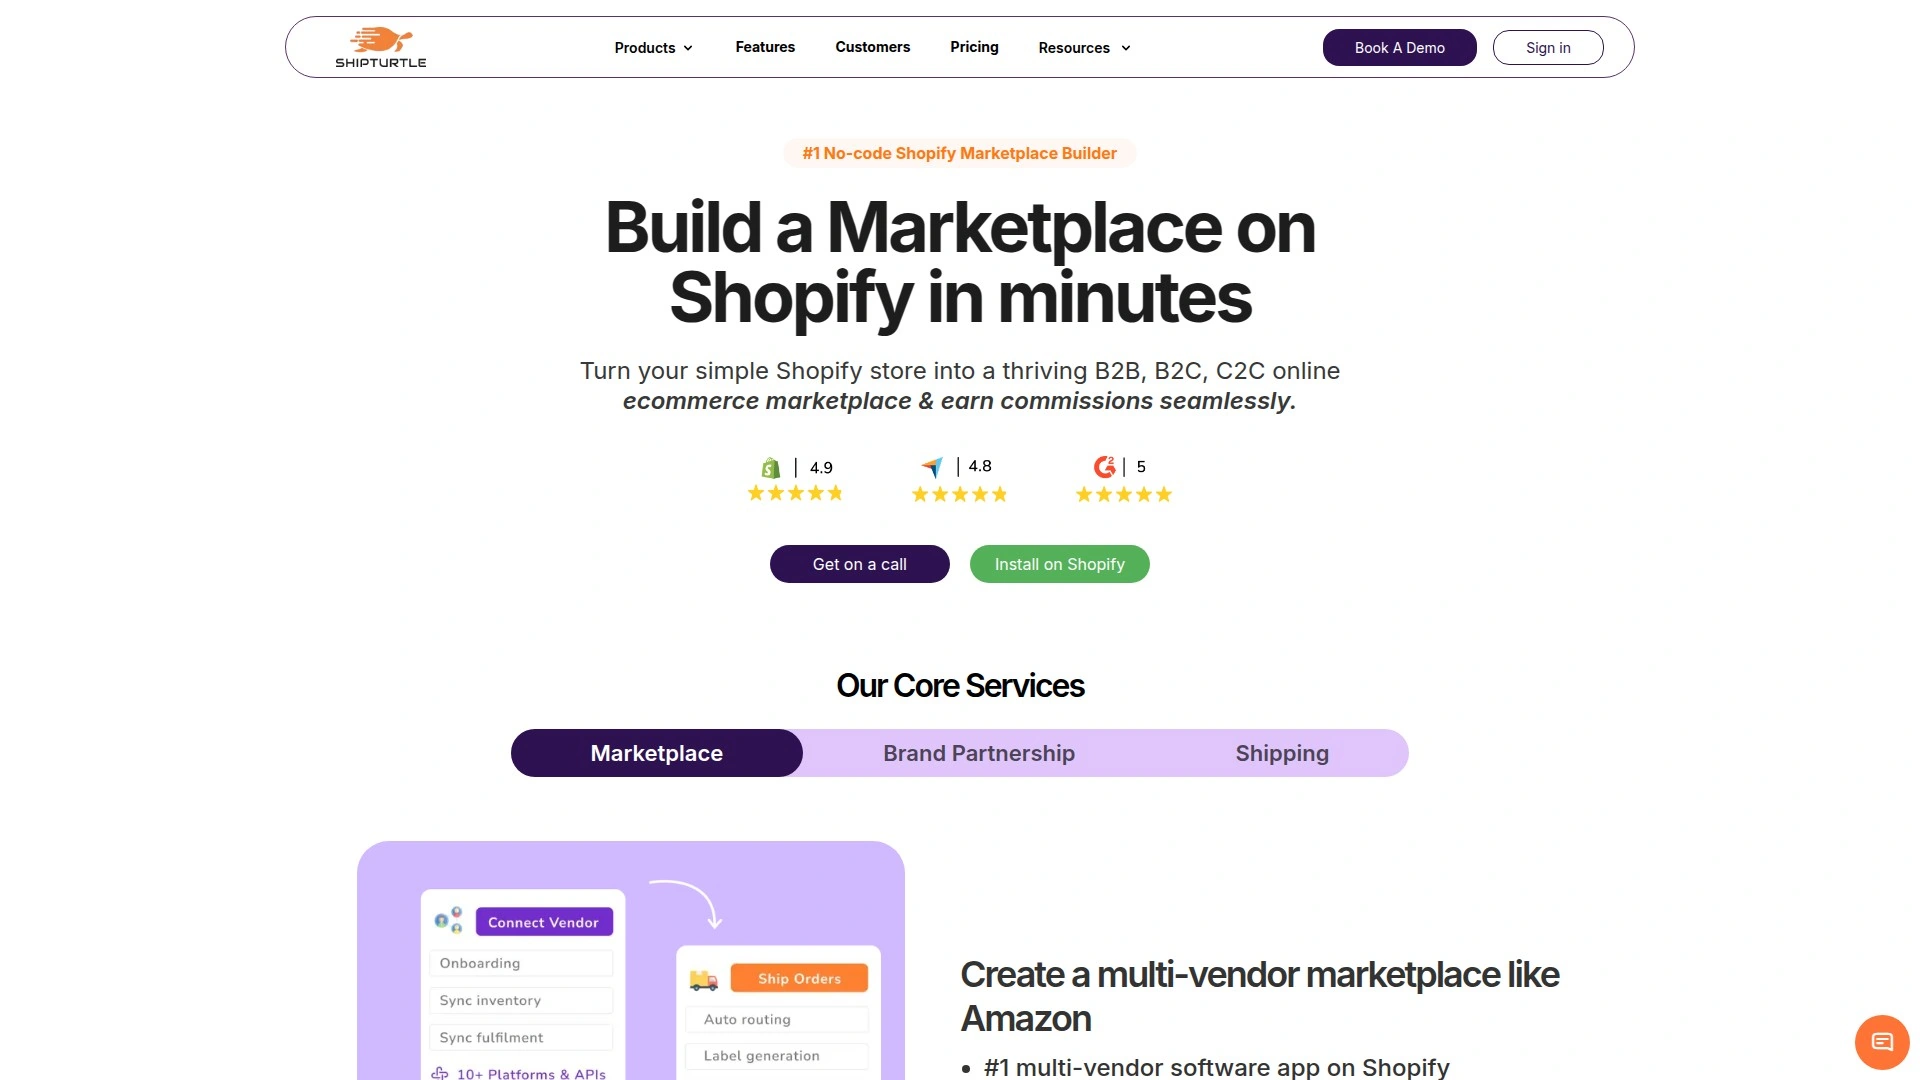 SHIPTURTLE
Products
Features
Customers
Pricing
Resources
Book A Demo
Sign in
#1 No-code Shopify Marketplace Builder
Build a Marketplace on
Shopify in minutes
Turn your simple Shopify store into a thriving B2B, B2C, C2C online
ecommerce marketplace & earn commissions seamlessly.
4.9
4.8
5
Get on a call
Install on Shopify
Our Core Services
Marketplace
Brand Partnership
Shipping
Connect Vendor
Onboarding
Sync inventory
Sync fulfilment
10+ Platforms & APIs
Ship Orders
Auto routing
Label generation
Create a multi-vendor marketplace like
Amazon
• #1 multi-vendor software app on Shopify